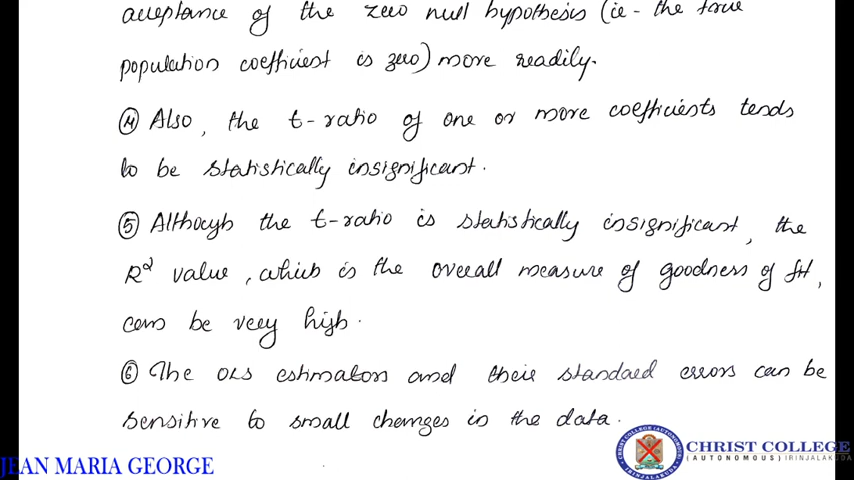 acceptance of the zero null hypothesis (ie- the true
population coefficient is zero) more readily.
④ Also, the t-ratio of one or more coefficients tends
to be statistically insignificant.
⑤ Although the t-ratio is statistically insignificant, the
R² value, which is the overall measure of goodness of fit,
can be very high.
⑥ The OLS estimators and their standard errors can be
sensitive to small changes in the data.
JEAN MARIA GEORGE
CHRIST COLLEGE
(AUTONOMOUS) IRINJALAKUDA